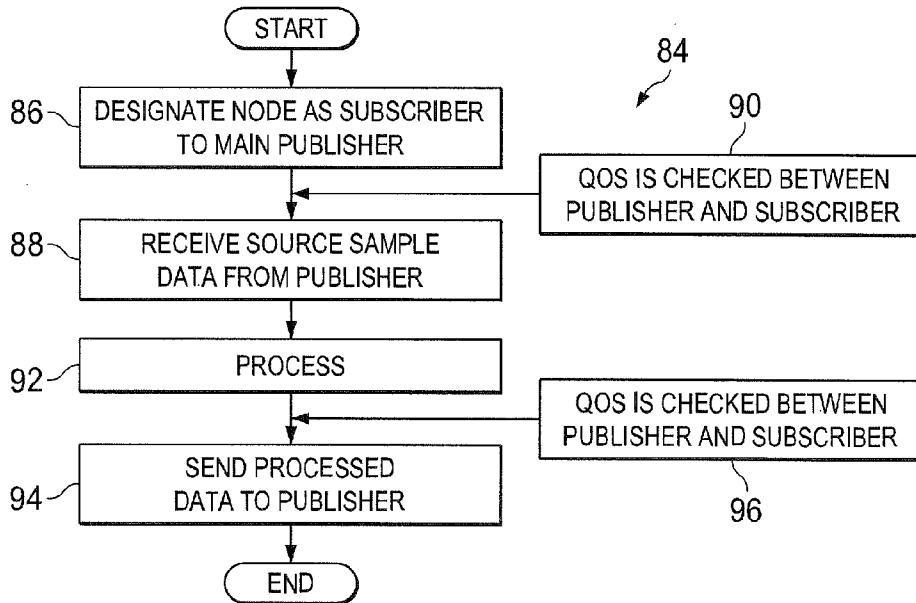 START
84
86
DESIGNATE NODE AS SUBSCRIBER
TO MAIN PUBLISHER
90
QOS IS CHECKED BETWEEN
PUBLISHER AND SUBSCRIBER
88
RECEIVE SOURCE SAMPLE
DATA FROM PUBLISHER
92
PROCESS
QOS IS CHECKED BETWEEN
PUBLISHER AND SUBSCRIBER
96
94
SEND PROCESSED
DATA TO PUBLISHER
END